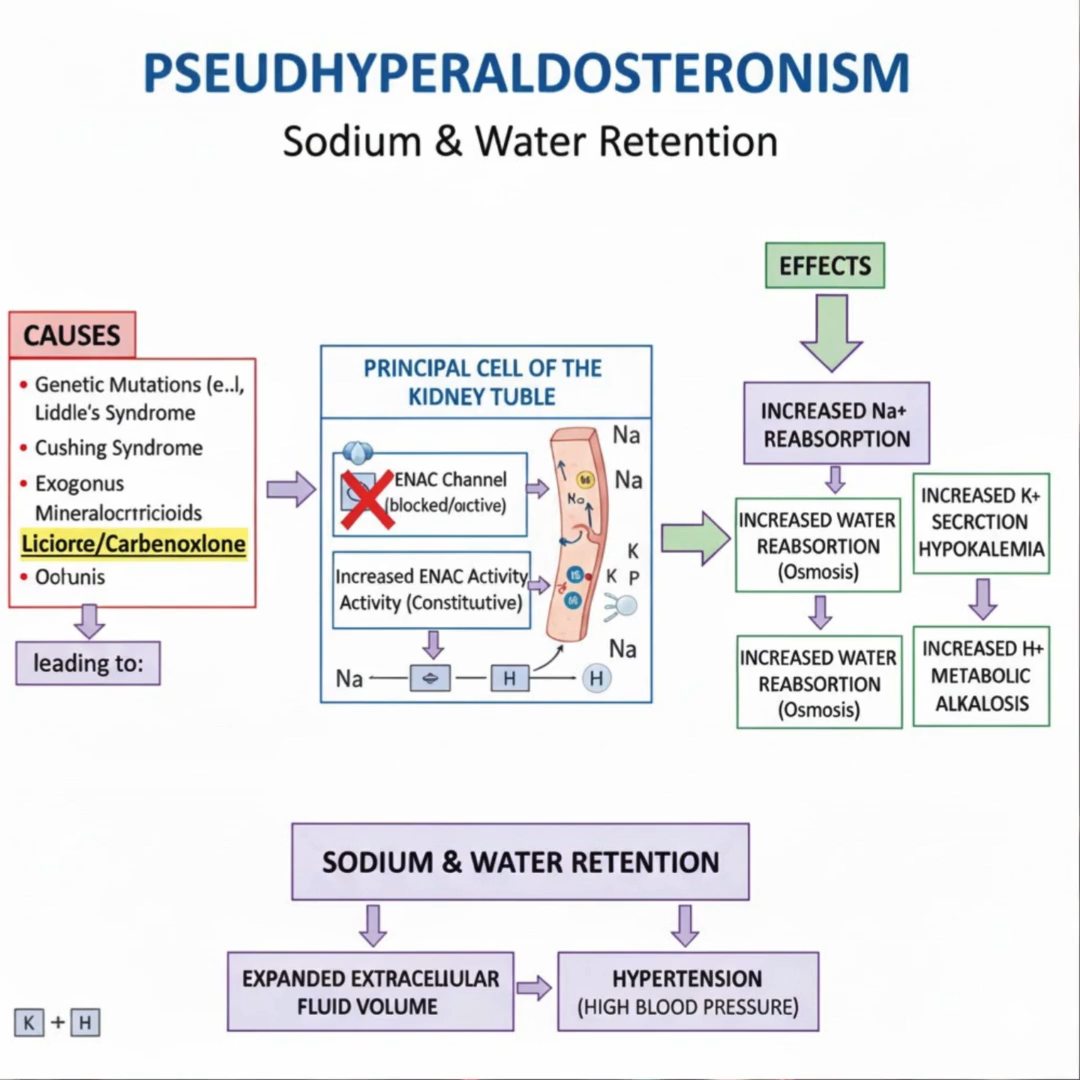 PSEUDHYPERALDOSTERONISM
Sodium & Water Retention
CAUSES
• Genetic Mutations (e..l,
Liddle's Syndrome
• Cushing Syndrome
• Exogonus
Mineralocrtricioids
Liciorte/Carbenoxlone
leading to:
PRINCIPAL CELL OF THE
KIDNEY TUBLE
ENAC Channel
(blocked/oictive)
Increased ENAC Activity
Activity (Constituutive)
Na
Na
K
K P
Na
Na
H
H
EFFECTS
INCREASED Na+
REABSORPTION
INCREASED WATER
REABSORTION
(Osmosis)
INCREASED WATER
REABSORTION
(Osmosis)
INCREASED K+
SECRCTION
HYPOKALEMIA
INCREASED H+
METABOLIC
ALKALOSIS
SODIUM & WATER RETENTION
EXPANDED EXTRACELIULAR
FLUID VOLUME
HYPERTENSION
(HIGH BLOOD PRESSURE)
K + H